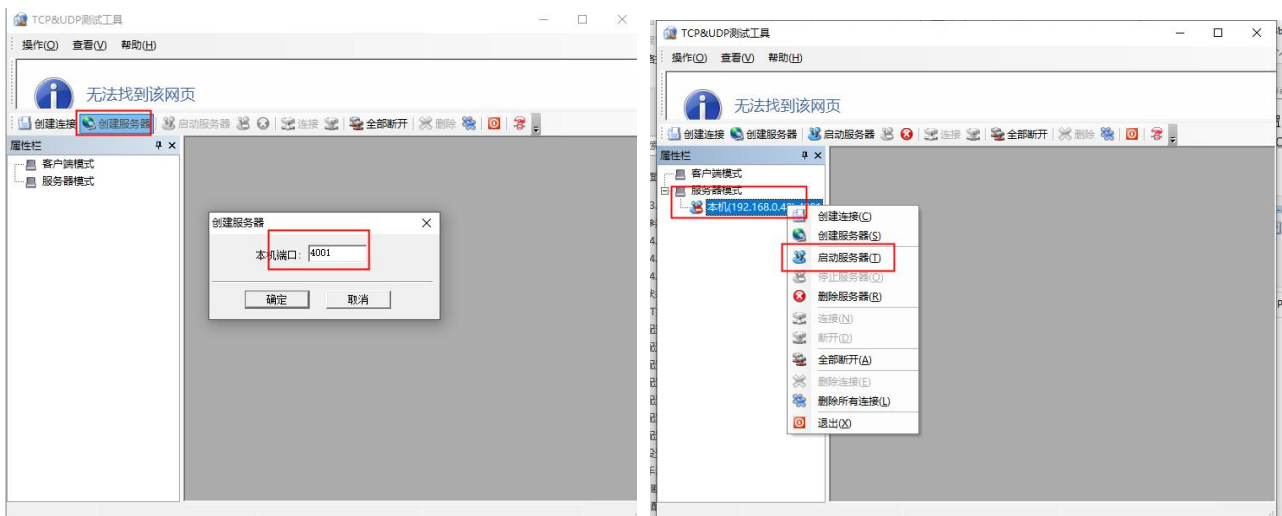 TCP&UDP测试工具
操作(O) 查看(V) 帮助(H)
无法找到该网页
创建连接 创建服务器 启动服务器 连接 全部断开 删除
属性栏
客户端模式
服务器模式
创建服务器
本机端口: 4001
确定 取消
TCP&UDP测试工具
操作(O) 查看(V) 帮助(H)
无法找到该网页
创建连接 创建服务器 启动服务器 连接 全部断开 删除
属性栏
客户端模式
服务器模式
本机(192.168.0.4
创建连接(C)
创建服务器(S)
启动服务器(T)
停止服务器(O)
删除服务器(R)
连接(N)
断开(D)
全部断开(A)
删除连接(E)
删除所有连接(L)
退出(X)